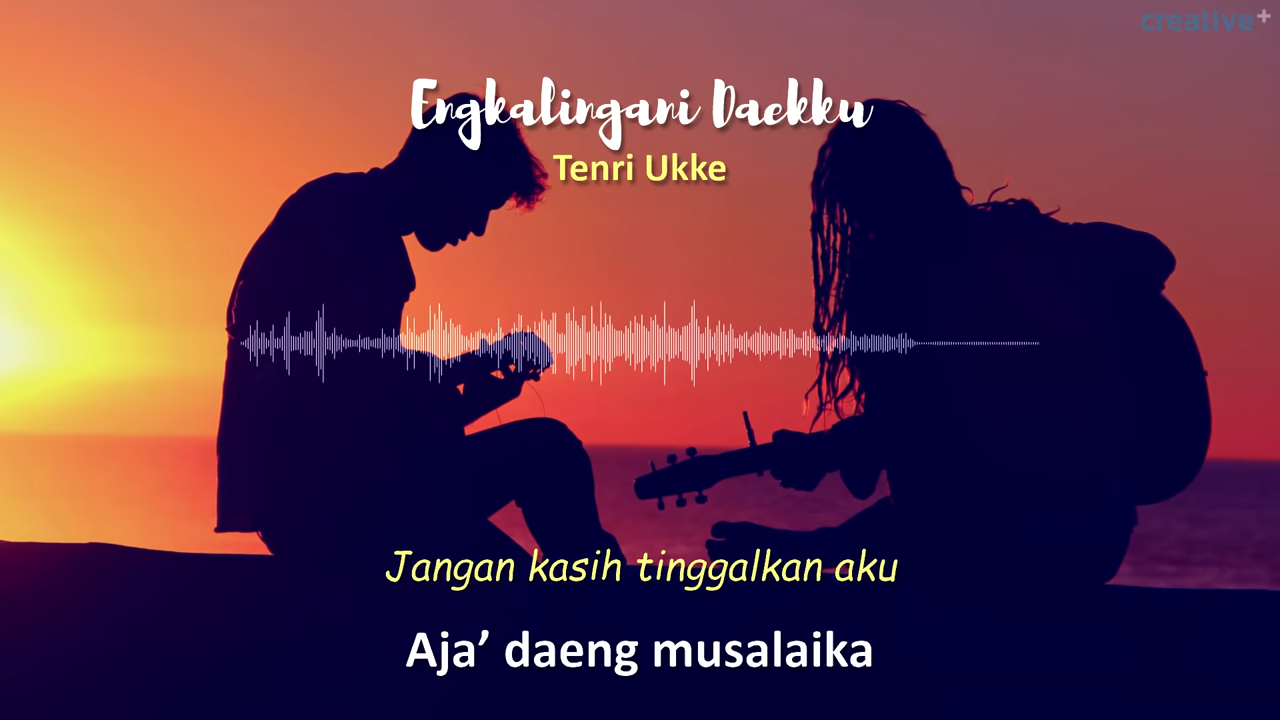 creative+
Engkalingani Daekku
Tenri Ukke
Jangan kasih tinggalkan aku
Aja’ daeng musalaika